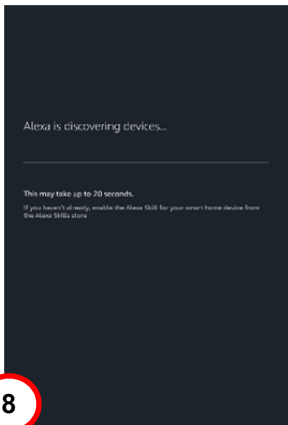 Alexa is discovering devices...
This may take up to 20 seconds.
If you haven't already, enable the Alexa Skill for your smart home device from
the Alexa Skills store
8